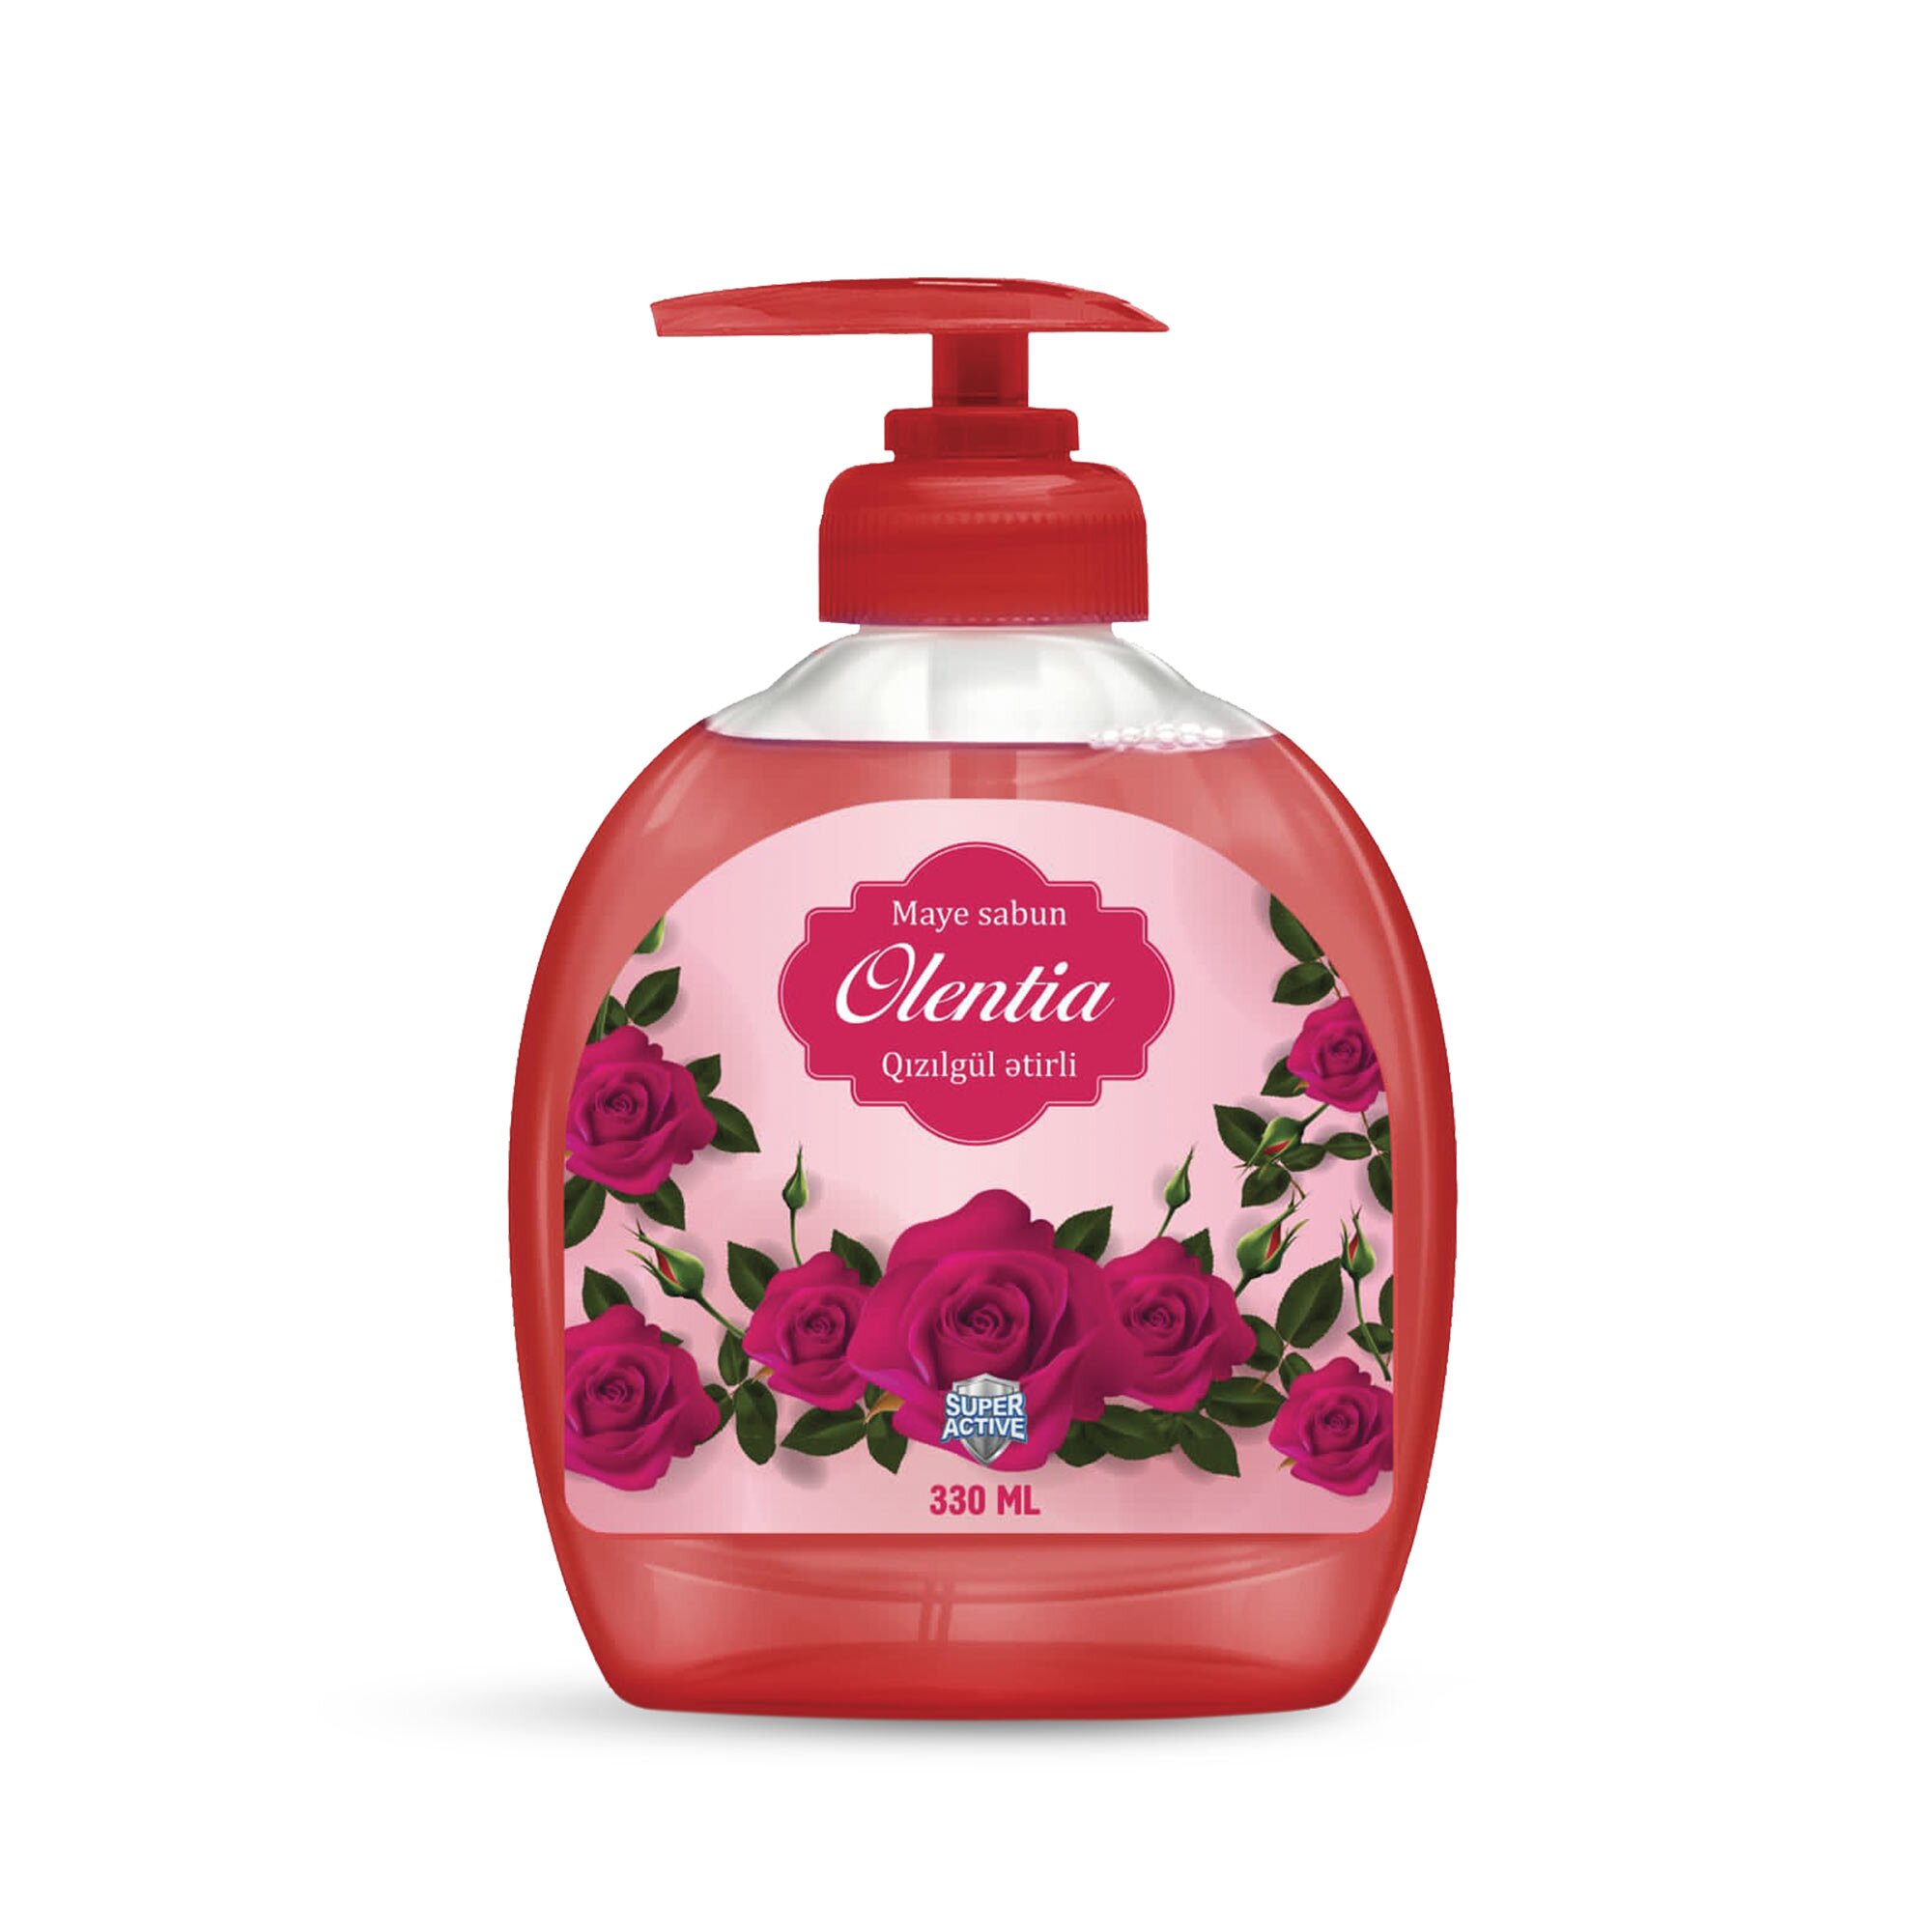 Maye sabun
Olentia
Qızılgül ətirli
SUPER
ACTIVE
330 ML